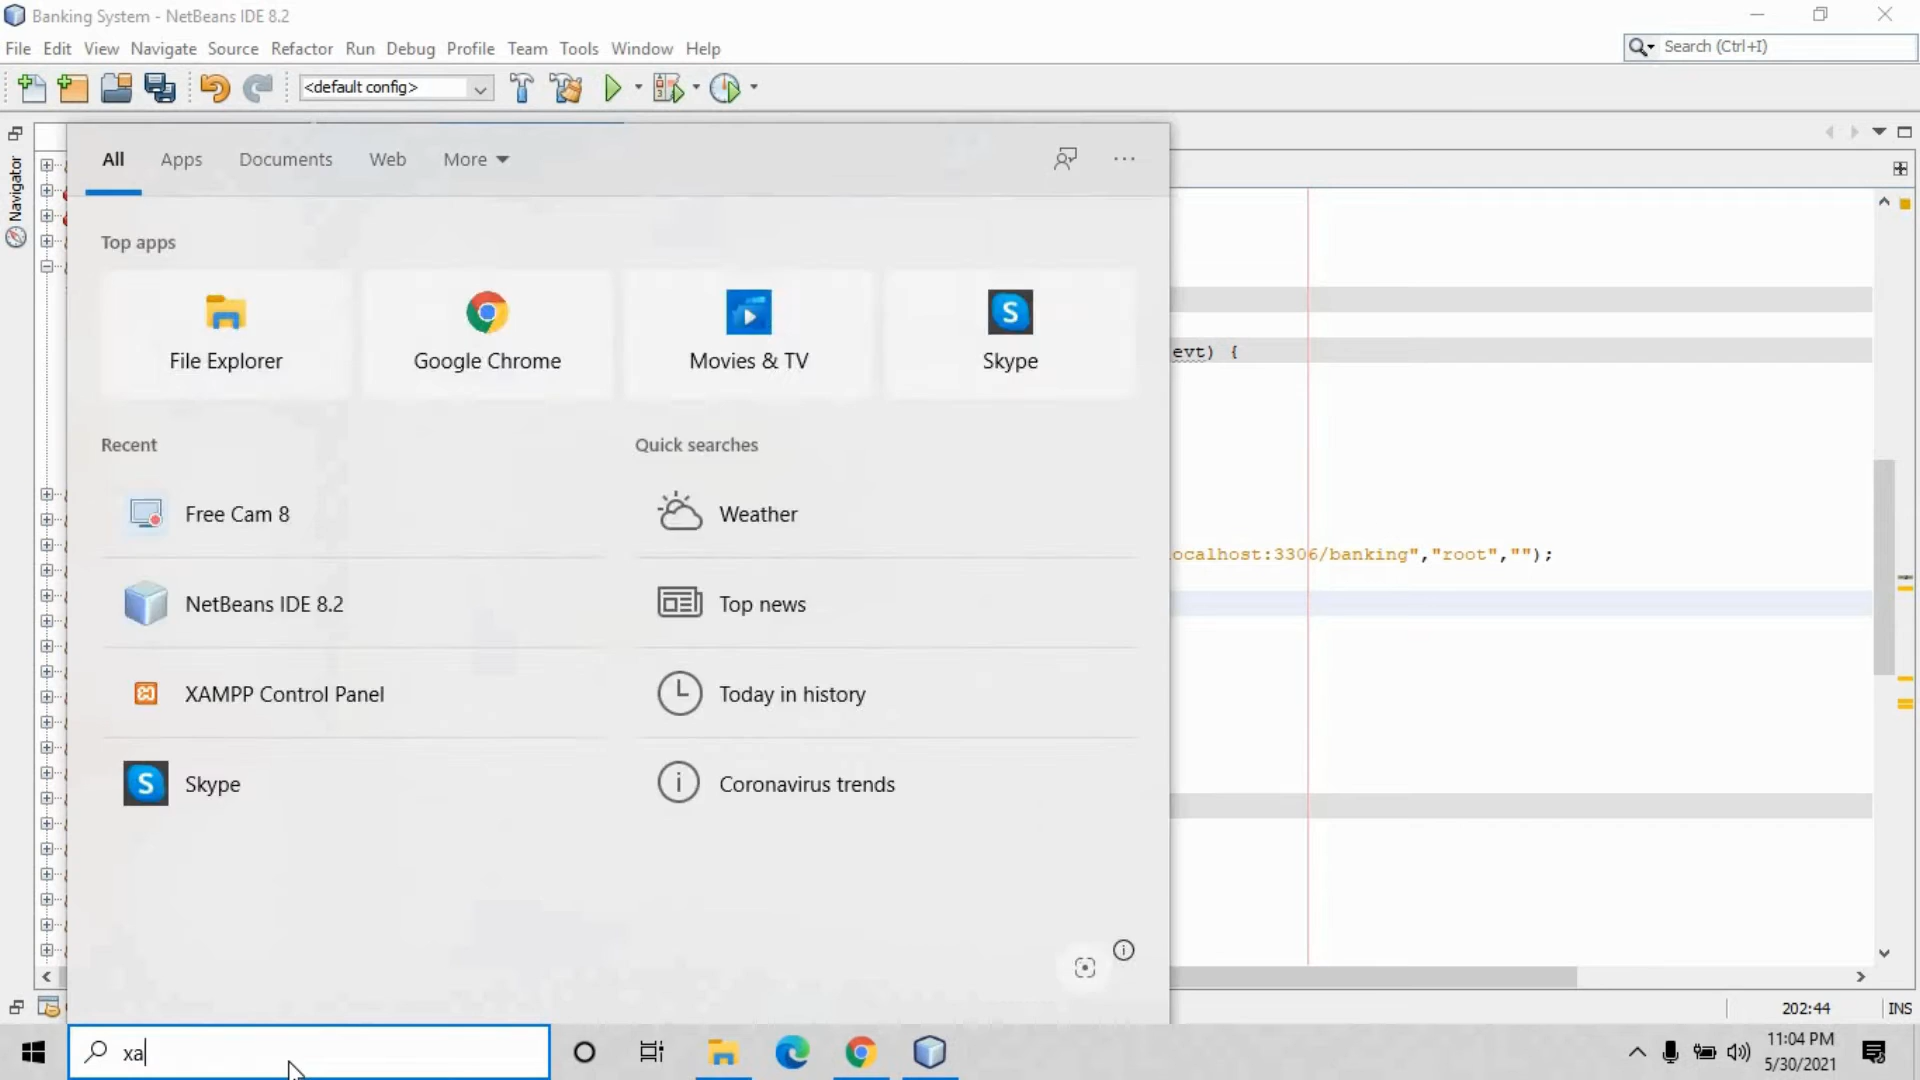 Banking System - NetBeans IDE 8.2
File Edit View Navigate Source Refactor Run Debug Profile Team Tools Window Help
Search (Ctrl+I)
<default config>
Navigator
All Apps Documents Web More
Top apps
File Explorer Google Chrome Movies & TV Skype
evt) {
Recent Quick searches
Free Cam 8 Weather
ocalhost:3306/banking","root","");
NetBeans IDE 8.2 Top news
XAMPP Control Panel Today in history
Skype Coronavirus trends
202:44 INS
xa
11:04 PM
5/30/2021